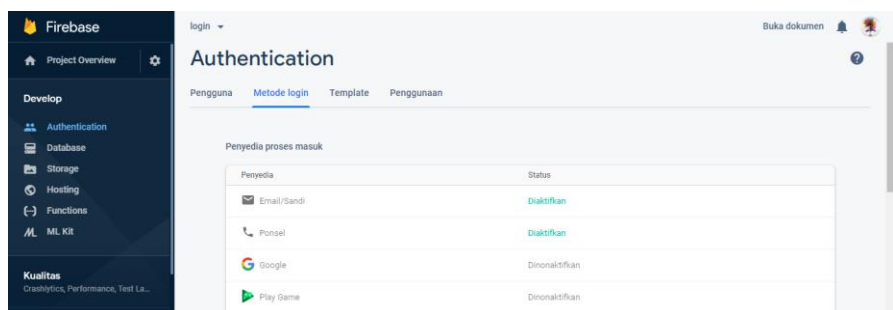 Firebase
login
Buka dokumen
Project Overview
Authentication
Pengguna
Metode login
Template
Penggunaan
Develop
Authentication
Database
Storage
Hosting
Functions
ML Kit
Kualitas
Crashlytics, Performance, Test La...
Penyedia proses masuk
Penyedia Status
Email/Sandi Diaktifkan
Ponsel Diaktifkan
Google Dinonaktifkan
Play Game Dinonaktifkan